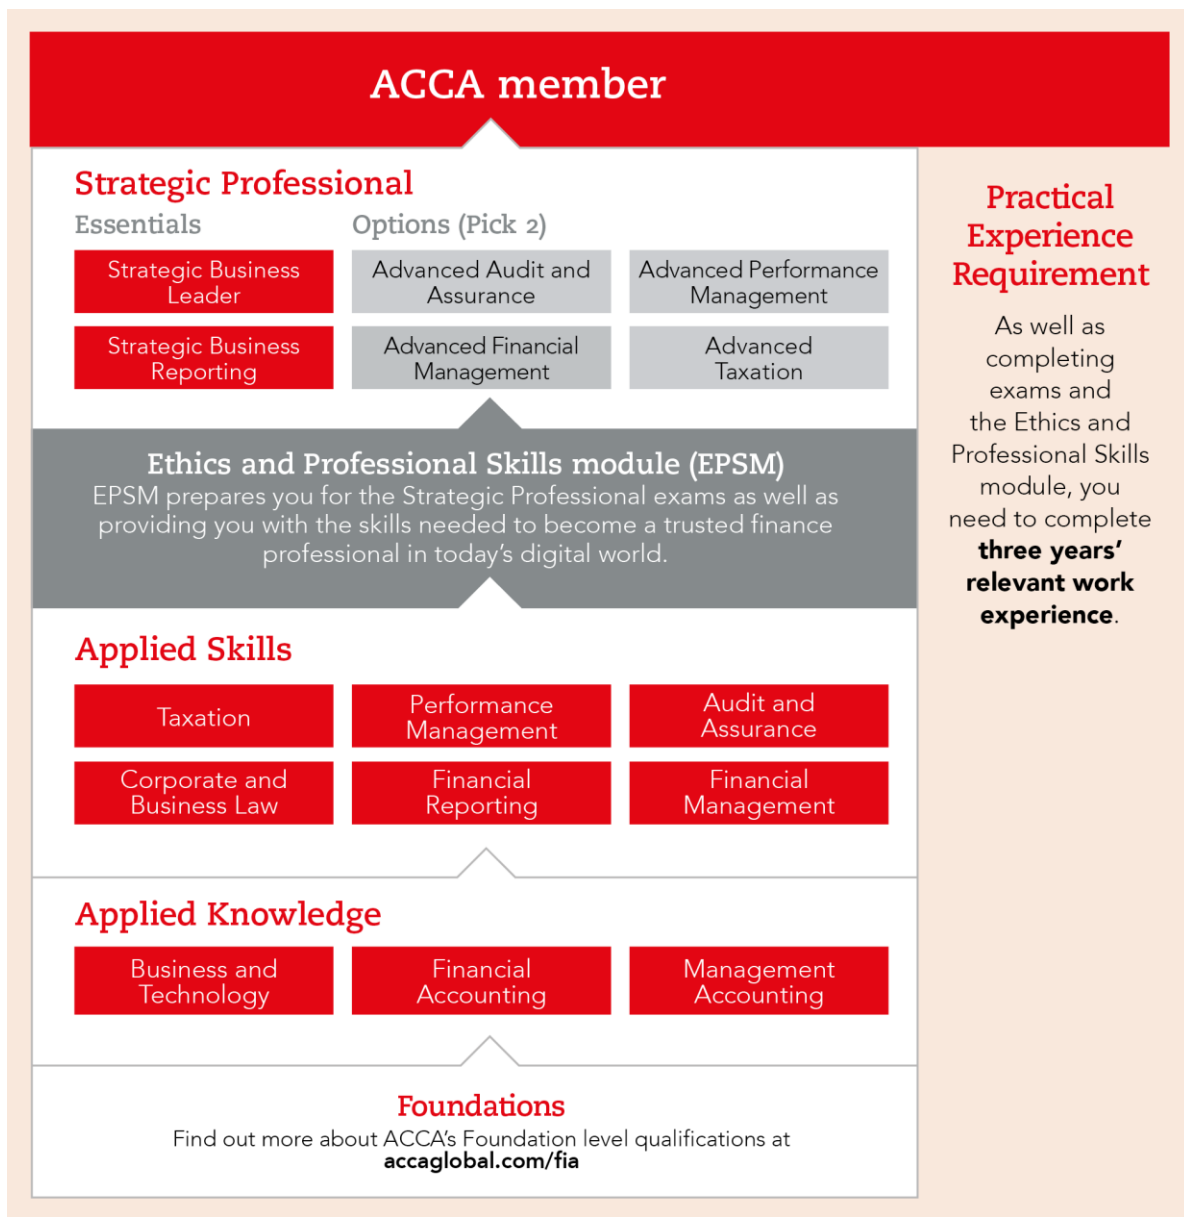 ACCA member
Strategic Professional
Essentials
Options (Pick 2)
Strategic Business
Leader
Advanced Audit and
Assurance
Advanced Performance
Management
Strategic Business
Reporting
Advanced Financial
Management
Advanced
Taxation
Ethics and Professional Skills module (EPSM)
EPSM prepares you for the Strategic Professional exams as well as
providing you with the skills needed to become a trusted finance
professional in today's digital world.
Applied Skills
Taxation
Performance
Management
Audit and
Assurance
Corporate and
Business Law
Financial
Reporting
Financial
Management
Applied Knowledge
Business and
Technology
Financial
Accounting
Management
Accounting
Foundations
Find out more about ACCA's Foundation level qualifications at
accaglobal.com/fia
Practical
Experience
Requirement
As well as
completing
exams and
the Ethics and
Professional Skills
module, you
need to complete
three years'
relevant work
experience.